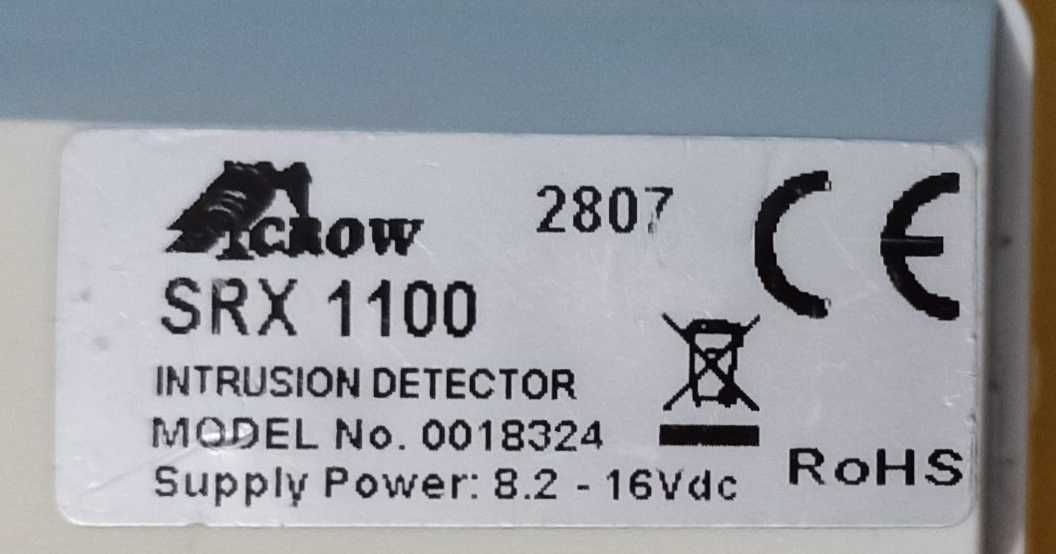 CROW
2807
CE
SRX 1100
INTRUSION DETECTOR
MODEL No. 0018324
Supply Power: 8.2 - 16Vdc
RoHS